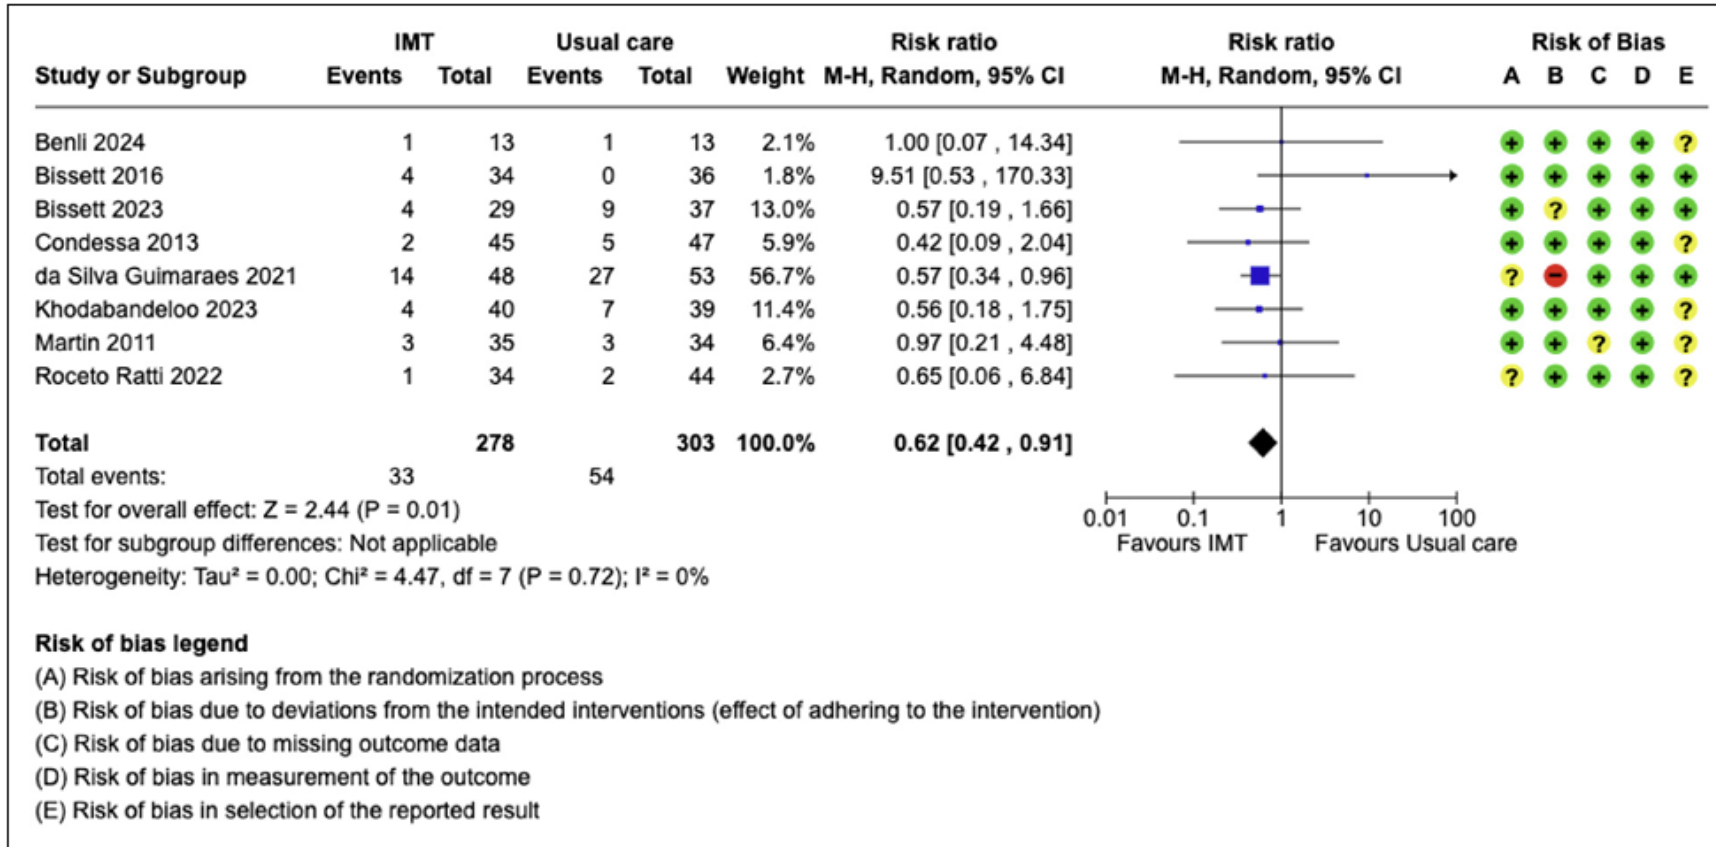 IMT Usual care Risk ratio Risk ratio Risk of Bias
Study or Subgroup Events Total Events Total Weight M-H, Random, 95% CI M-H, Random, 95% CI A B C D E
Benli 2024 1 13 1 13 2.1% 1.00 [0.07 , 14.34] + + + + ?
Bissett 2016 4 34 0 36 1.8% 9.51 [0.53 , 170.33] + + + + +
Bissett 2023 4 29 9 37 13.0% 0.57 [0.19 , 1.66] + ? + + +
Condessa 2013 2 45 5 47 5.9% 0.42 [0.09 , 2.04] + + + + ?
da Silva Guimaraes 2021 14 48 27 53 56.7% 0.57 [0.34 , 0.96] ? − + + +
Khodabandeloo 2023 4 40 7 39 11.4% 0.56 [0.18 , 1.75] + + + + ?
Martin 2011 3 35 3 34 6.4% 0.97 [0.21 , 4.48] + + ? + ?
Roceto Ratti 2022 1 34 2 44 2.7% 0.65 [0.06 , 6.84] ? + + + ?
Total 278 303 100.0% 0.62 [0.42 , 0.91]
Total events: 33 54
Test for overall effect: Z = 2.44 (P = 0.01)
Test for subgroup differences: Not applicable
Heterogeneity: Tau² = 0.00; Chi² = 4.47, df = 7 (P = 0.72); I² = 0%
0.01 0.1 1 10 100
Favours IMT Favours Usual care
Risk of bias legend
(A) Risk of bias arising from the randomization process
(B) Risk of bias due to deviations from the intended interventions (effect of adhering to the intervention)
(C) Risk of bias due to missing outcome data
(D) Risk of bias in measurement of the outcome
(E) Risk of bias in selection of the reported result